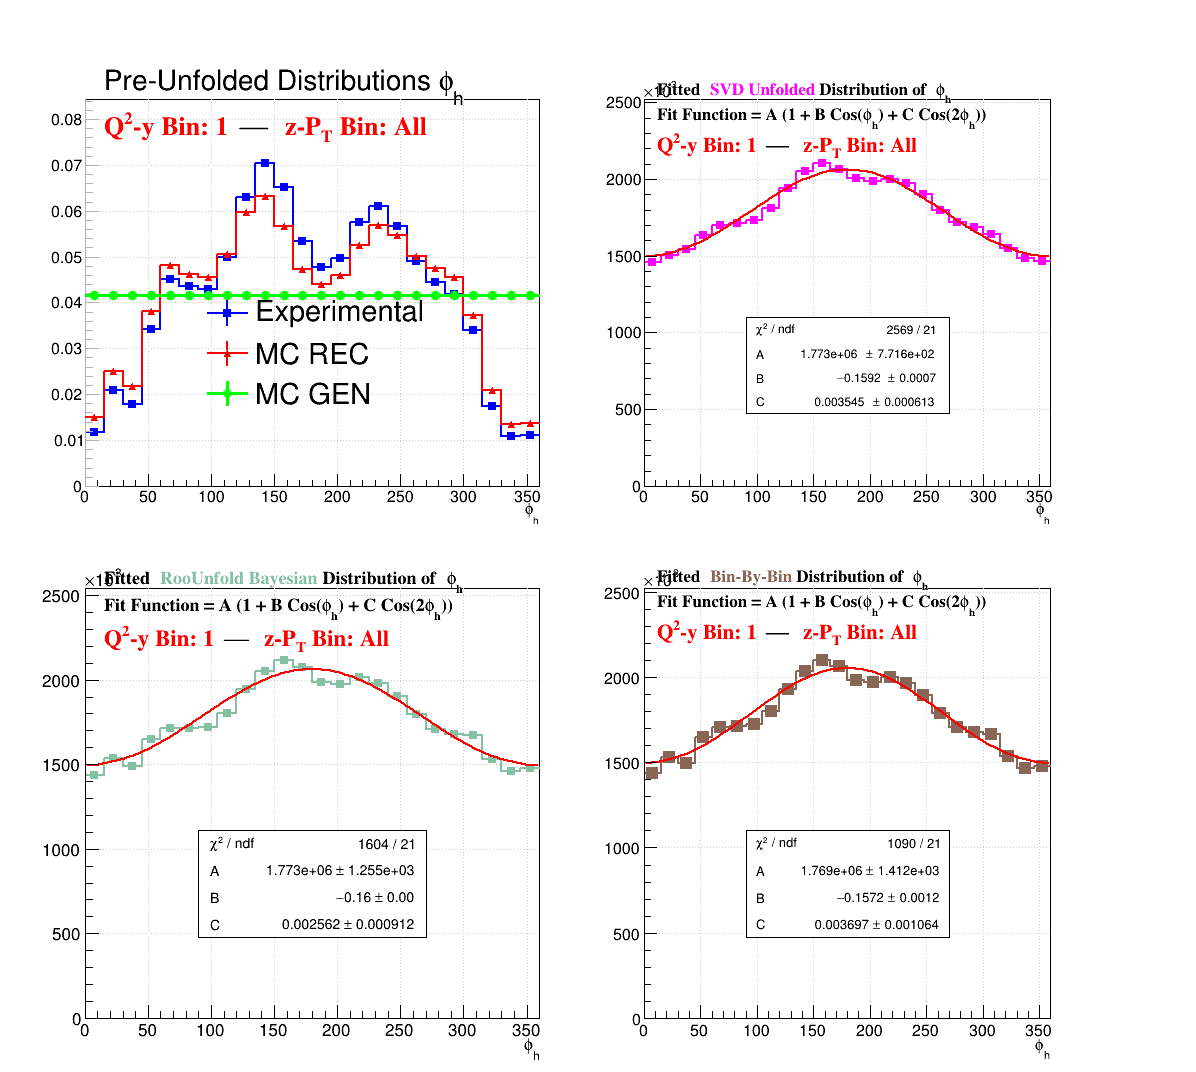 Pre-Unfolded Distributions ϕh
Q²-y Bin: 1 — z-PT Bin: All
0.08
0.07
0.06
0.05
0.04
0.03
0.02
0.01
0
Experimental
MC REC
MC GEN
0 50 100 150 200 250 300 350
ϕh
×10³
Fitted SVD Unfolded Distribution of ϕh
Fit Function = A (1 + B Cos(ϕh) + C Cos(2ϕh))
Q²-y Bin: 1 — z-PT Bin: All
2500
2000
1500
1000
500
0
χ² / ndf 2569 / 21
A 1.773e+06 ± 7.716e+02
B −0.1592 ± 0.0007
C 0.003545 ± 0.000613
0 50 100 150 200 250 300 350
ϕh
×10³
Fitted RooUnfold Bayesian Distribution of ϕh
Fit Function = A (1 + B Cos(ϕh) + C Cos(2ϕh))
Q²-y Bin: 1 — z-PT Bin: All
2500
2000
1500
1000
500
0
χ² / ndf 1604 / 21
A 1.773e+06 ± 1.255e+03
B −0.16 ± 0.00
C 0.002562 ± 0.000912
0 50 100 150 200 250 300 350
ϕh
×10³
Fitted Bin-By-Bin Distribution of ϕh
Fit Function = A (1 + B Cos(ϕh) + C Cos(2ϕh))
Q²-y Bin: 1 — z-PT Bin: All
2500
2000
1500
1000
500
0
χ² / ndf 1090 / 21
A 1.769e+06 ± 1.412e+03
B −0.1572 ± 0.0012
C 0.003697 ± 0.001064
0 50 100 150 200 250 300 350
ϕh